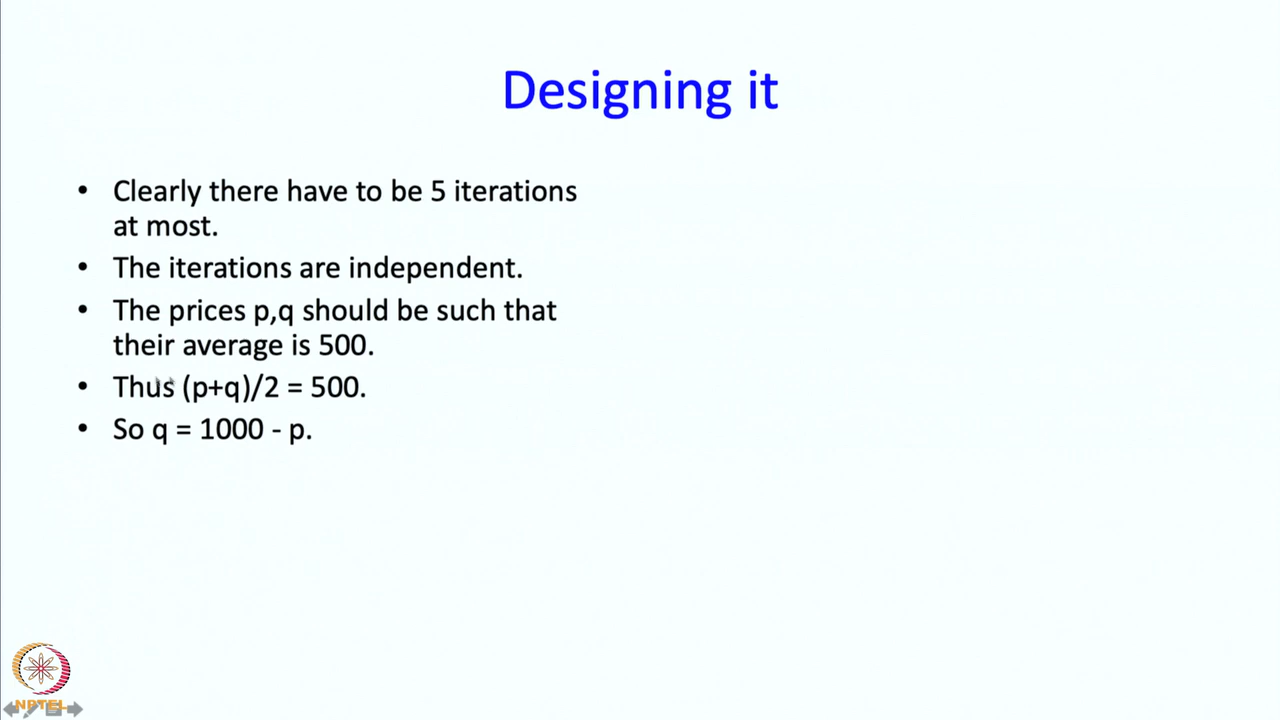 Designing it
• Clearly there have to be 5 iterations
at most.
• The iterations are independent.
• The prices p,q should be such that
their average is 500.
• Thus (p+q)/2 = 500.
• So q = 1000 - p.
NPTEL